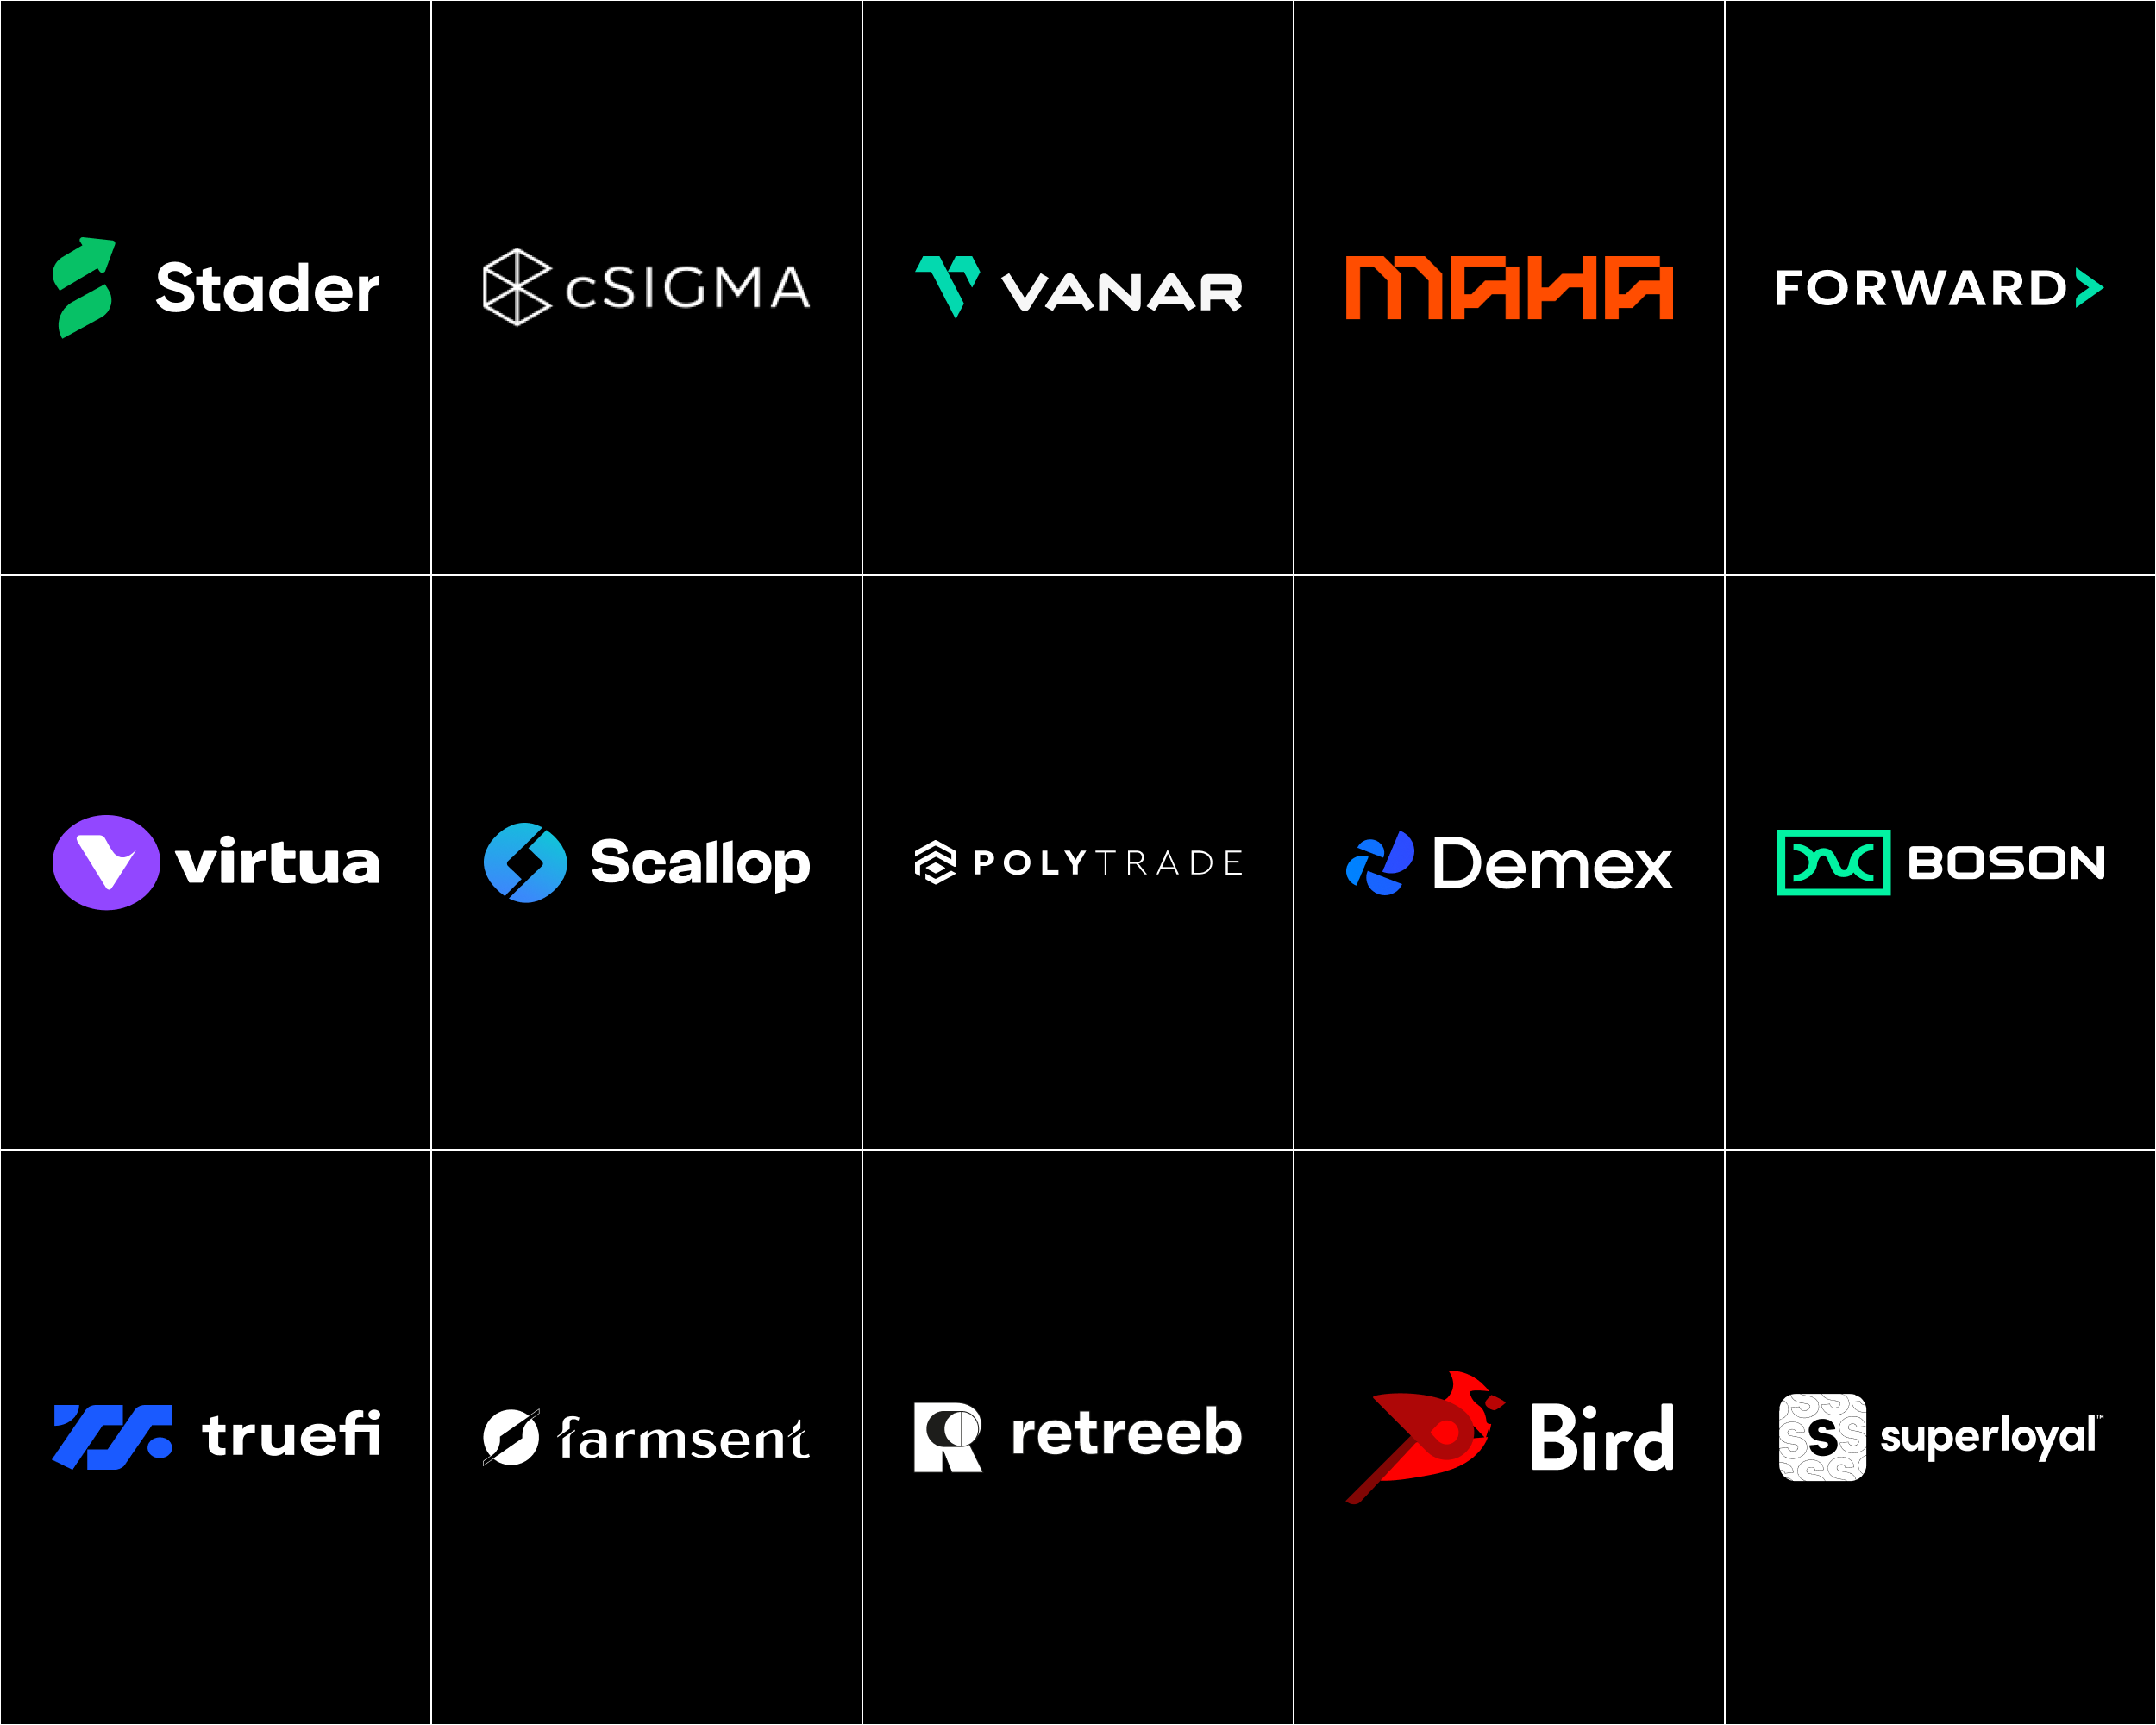 Stader
cSIGMA
VANAR
MAHA
FORWARD
virtua
Scallop
POLYTRADE
Demex
BOSON
truefi
farmsent
retreeb
Bird
s superloyal™